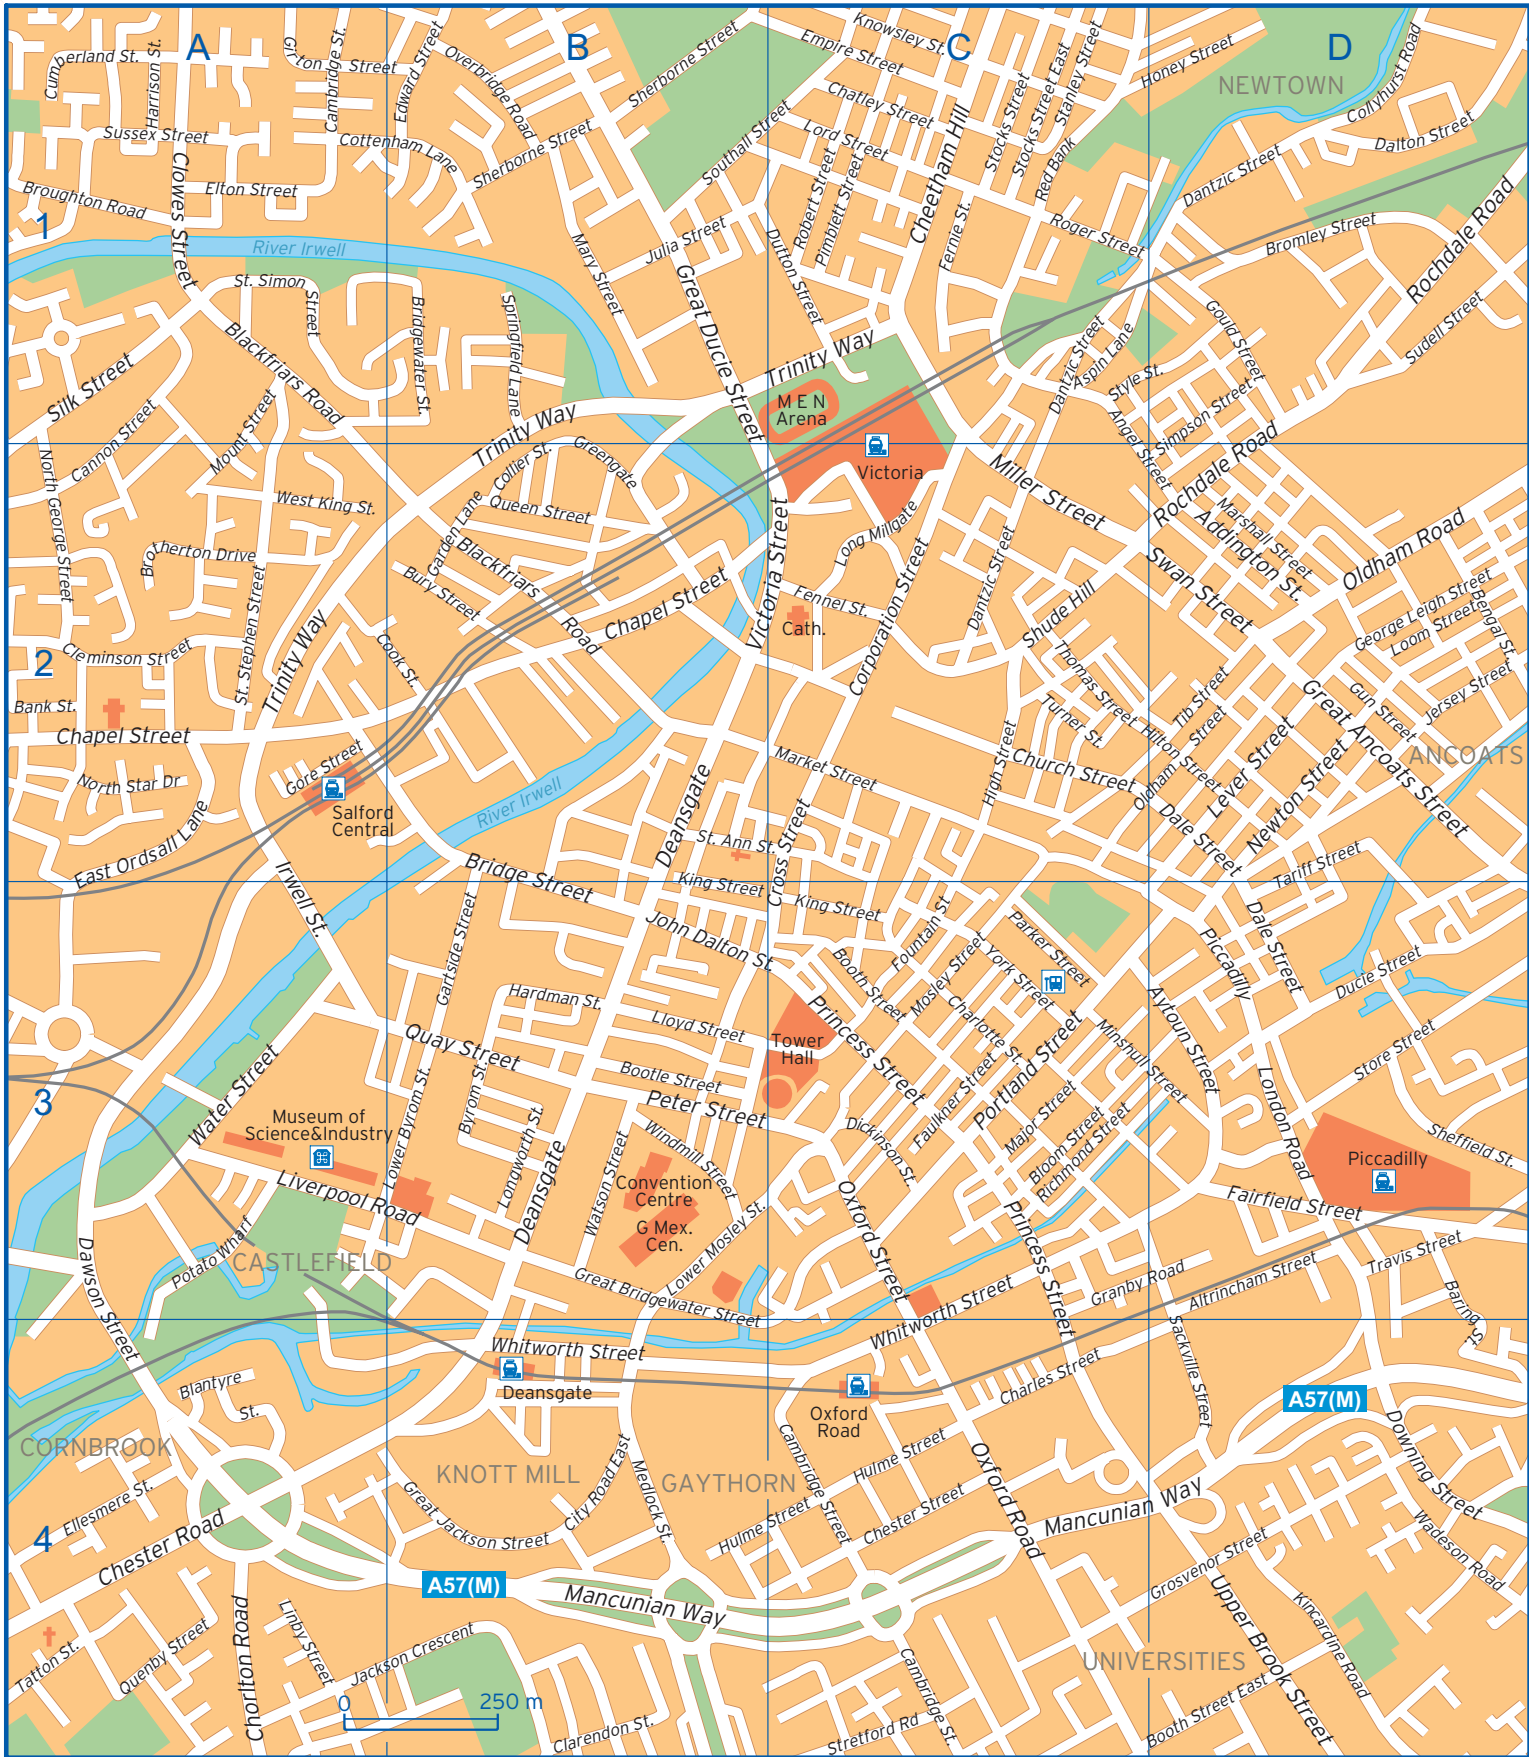 A
B
C
D
1
2
3
4
Cumberland St.
Harrison St.
Girton Street
Cambridge St.
Edward Street
Overbridge Road
Sherborne Street
Knowsley St.
Empire Street
Stanley Street
Honey Street
NEWTOWN
Collyhurst Road
Sussex Street
Cottenham Lane
Sherborne Street
Southall Street
Chatley Street
Lord Street
Cheetham Hill
Stocks Street
Stocks Street East
Red Bank
Dantzic Street
Dalton Street
Broughton Road
Clowes Street
Elton Street
Robert Street
Pimblett Street
Fernie St.
Roger Street
Bromley Street
Rochdale Road
River Irwell
Mary Street
Julia Street
Dutton Street
St. Simon
Street
Bridgewater St.
Springfield Lane
Great Ducie Street
Gould Street
Sudell Street
Silk Street
Blackfriars Road
Trinity Way
Dantzic Street
Aspin Lane
Style St.
Simpson Street
Cannon Street
Mount Street
Trinity Way
M E N
Arena
Angel Street
Rochdale Road
North George Street
West King St.
Collier St.
Greengate
Queen Street
Garden Lane
Victoria
Long Millgate
Miller Street
Marshall Street
Addington St.
Oldham Road
Brotherton Drive
Blackfriars
Road
Bury Street
Chapel Street
Victoria Street
Fennel St.
Cath.
Corporation Street
Dantzic Street
Shude Hill
Swan Street
George Leigh Street
Loom Street
Bengal St.
Cleminson Street
St. Stephen Street
Trinity Way
Cook St.
Thomas Street
Turner St.
Tib Street
Great Ancoats Street
Gun Street
Jersey Street
Bank St.
Chapel Street
Gore Street
North Star Dr
Salford
Central
River Irwell
Deansgate
Market Street
High Street
Church Street
Hilton Street
Oldham
Street
Lever Street
Newton Street
ANCOATS
East Ordsall Lane
Irwell St.
Bridge Street
St. Ann St.
Cross Street
King Street
King Street
Dale Street
Tariff Street
John Dalton St.
Gartside Street
Fountain St
Booth Street
Mosley Street
York Street
Parker Street
Piccadilly
Dale Street
Ducie Street
Hardman St.
Lloyd Street
Quay Street
Tower
Hall
Princess Street
Charlotte St.
Portland Street
Minshull Street
Aytoun Street
Store Street
Water Street
Museum of
Science&Industry
Lower Byrom St.
Byrom St.
Bootle Street
Peter Street
Faulkner Street
Major Street
Bloom Street
Richmond Street
London Road
Liverpool Road
Longworth St.
Deansgate
Watson Street
Windmill Street
Convention
Centre
G Mex.
Cen.
Dickinson St.
Sheffield St.
Piccadilly
Fairfield Street
Dawson Street
Potato Wharf
CASTLEFIELD
Lower Mosley St.
Great Bridgewater Street
Oxford Street
Princess Street
Whitworth Street
Granby Road
Altrincham Street
Travis Street
Baring
St.
Whitworth Street
Deansgate
Oxford
Road
Charles Street
Sackville Street
A57(M)
Blantyre
St.
CORNBROOK
KNOTT MILL
GAYTHORN
Cambridge Street
Hulme Street
Oxford Road
Downing Street
Ellesmere St.
Chester Road
Great Jackson Street
City Road East
Medlock St.
Hulme Street
Chester Street
Mancunian Way
Grosvenor Street
Wadeson Road
A57(M)
Mancunian Way
Tatton St.
Quenby Street
Chorlton Road
Limby Street
Jackson Crescent
0
250 m
Clarendon St.
Stretford Rd
Cambridge St.
UNIVERSITIES
Upper Brook Street
Kincardine Road
Booth Street East